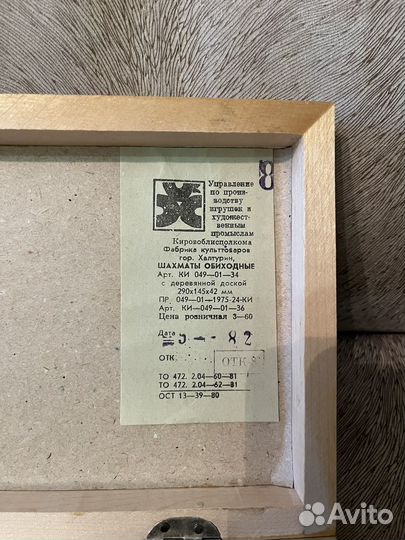 8
Управление
по произ-
водству
игрушек и
художест-
венным
промыслам
Кировоблисполкома
Фабрика культтоваров
гор. Халтурин,
ШАХМАТЫ ОБИХОДНЫЕ
Арт. КИ 049—01—34
с деревянной доской
290х145х42 мм
ПР. 049—01—1975-24-КИ
Арт. КИ—049—01—36
Цена розничная 3—60
Дата 82
ОТК. ОТК
ТО 472. 2.04—60—81
ТО 472. 2.04—62—81
ОСТ 13—39—80
Avito